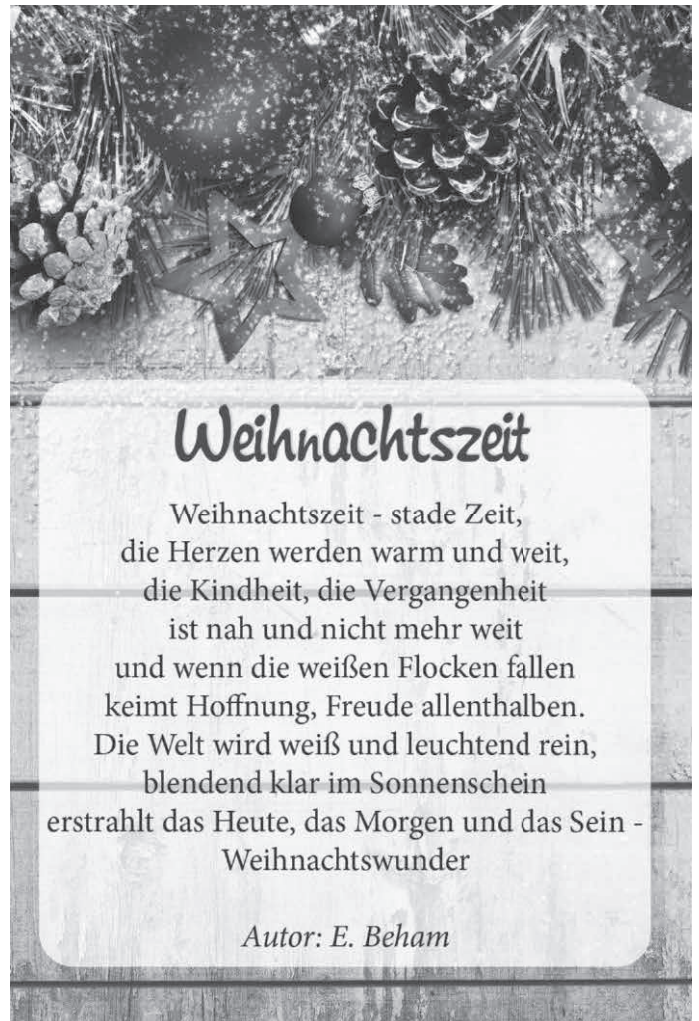 Weihnachtszeit
Weihnachtszeit - stade Zeit,
die Herzen werden warm und weit,
die Kindheit, die Vergangenheit
ist nah und nicht mehr weit
und wenn die weißen Flocken fallen
keimt Hoffnung, Freude allenthalben.
Die Welt wird weiß und leuchtend rein,
blendend klar im Sonnenschein
erstrahlt das Heute, das Morgen und das Sein -
Weihnachtswunder
Autor: E. Beham